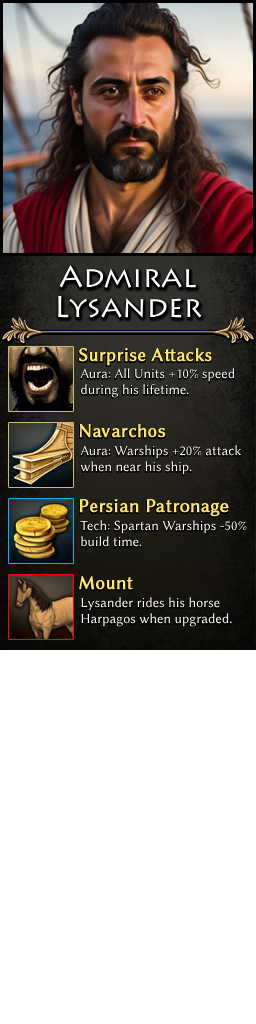 Admiral
Lysander
Surprise Attacks
Aura: All Units +10% speed
during his lifetime.
Navarchos
Aura: Warships +20% attack
when near his ship.
Persian Patronage
Tech: Spartan Warships -50%
build time.
Mount
Lysander rides his horse
Harpagos when upgraded.